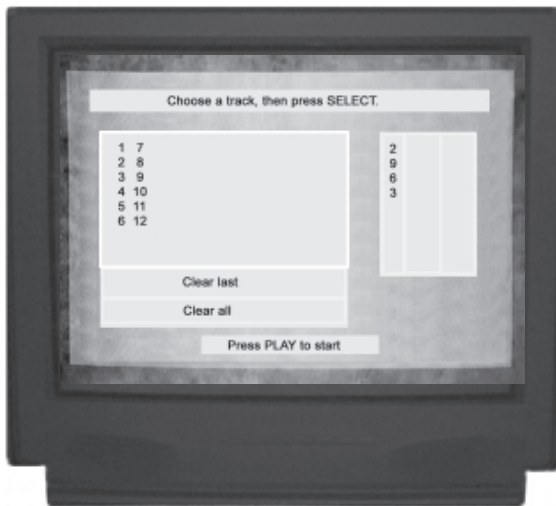 Choose a track, then press SELECT.
1 7
2 8
3 9
4 10
5 11
6 12
2
9
6
3
Clear last
Clear all
Press PLAY to start